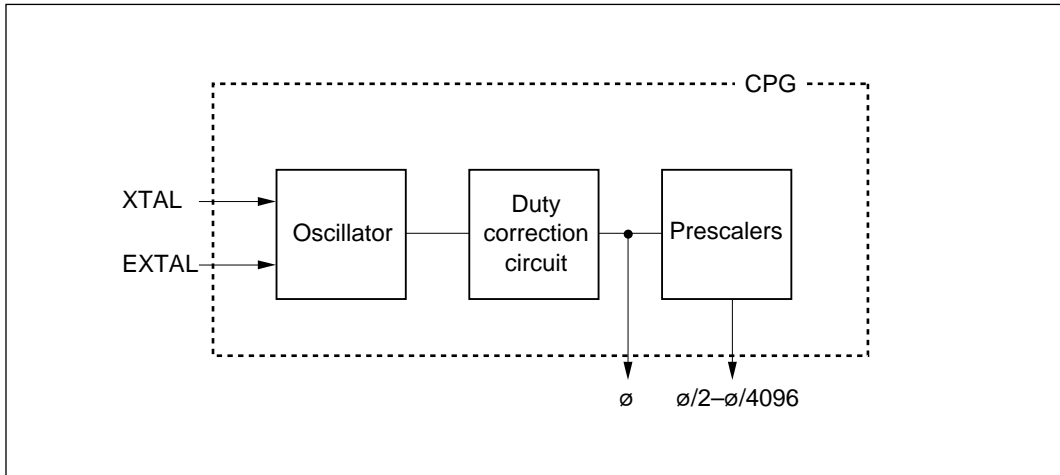 CPG
XTAL
EXTAL
Oscillator
Duty
correction
circuit
Prescalers
ø
ø/2–ø/4096